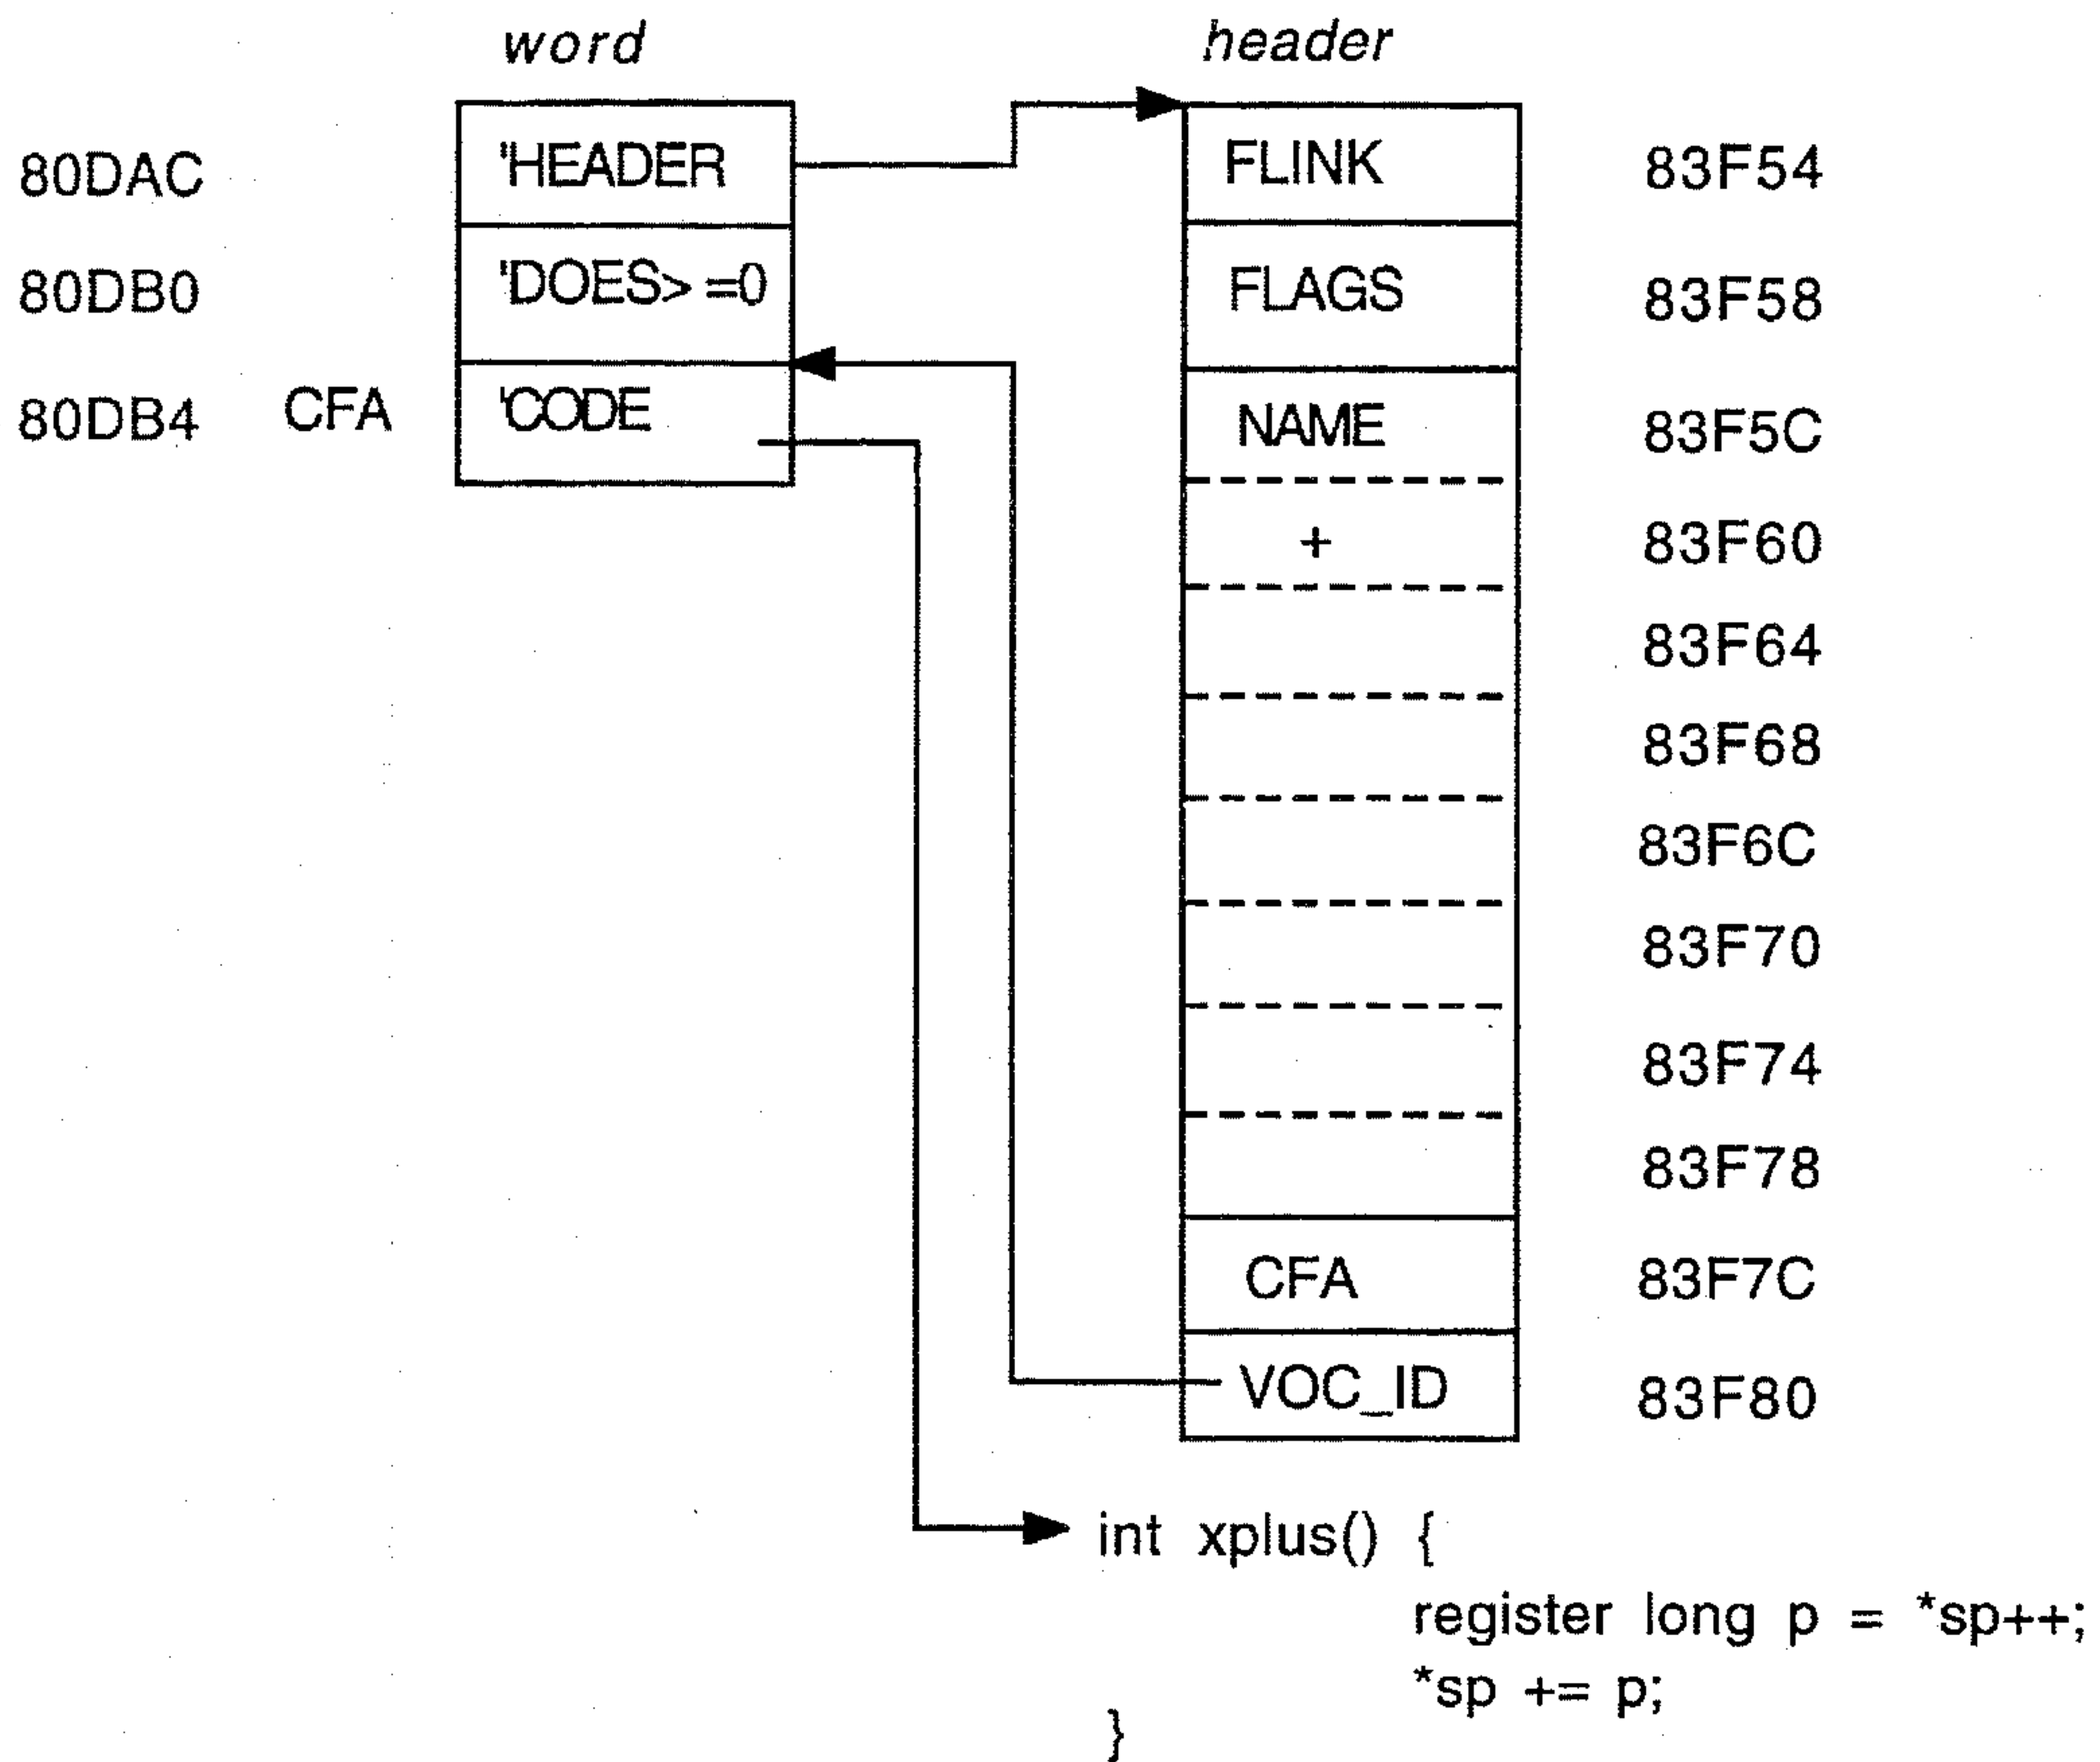 word header
80DAC 'HEADER FLINK 83F54
80DB0 'DOES> =0 FLAGS 83F58
80DB4 CFA 'CODE NAME 83F5C
+ 83F60
83F64
83F68
83F6C
83F70
83F74
83F78
CFA 83F7C
VOC_ID 83F80
int xplus() {
register long p = *sp++;
*sp += p;
}